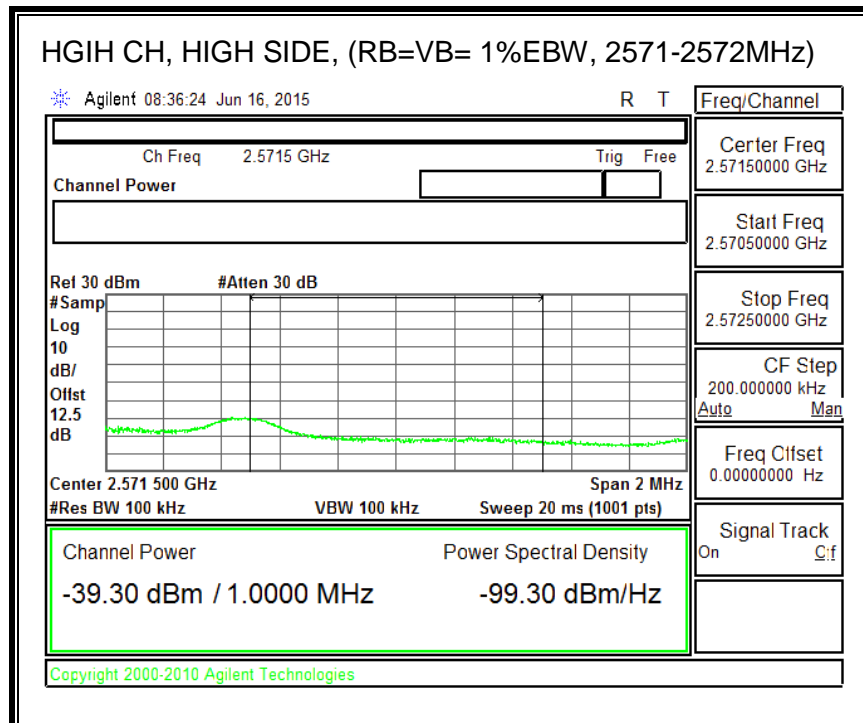 HGIH CH, HIGH SIDE, (RB=VB= 1%EBW, 2571-2572MHz)
Agilent 08:36:24 Jun 16, 2015 R T
Freq/Channel
Ch Freq 2.5715 GHz Trig Free
Channel Power
Center Freq
2.57150000 GHz
Start Freq
2.57050000 GHz
Stop Freq
2.57250000 GHz
CF Step
200.000000 kHz
Auto Man
Freq Offset
0.00000000 Hz
Signal Track
On Off
Ref 30 dBm #Atten 30 dB
#Samp
Log
10
dB/
Offst
12.5
dB
Center 2.571 500 GHz Span 2 MHz
#Res BW 100 kHz VBW 100 kHz Sweep 20 ms (1001 pts)
Channel Power Power Spectral Density
-39.30 dBm / 1.0000 MHz -99.30 dBm/Hz
Copyright 2000-2010 Agilent Technologies